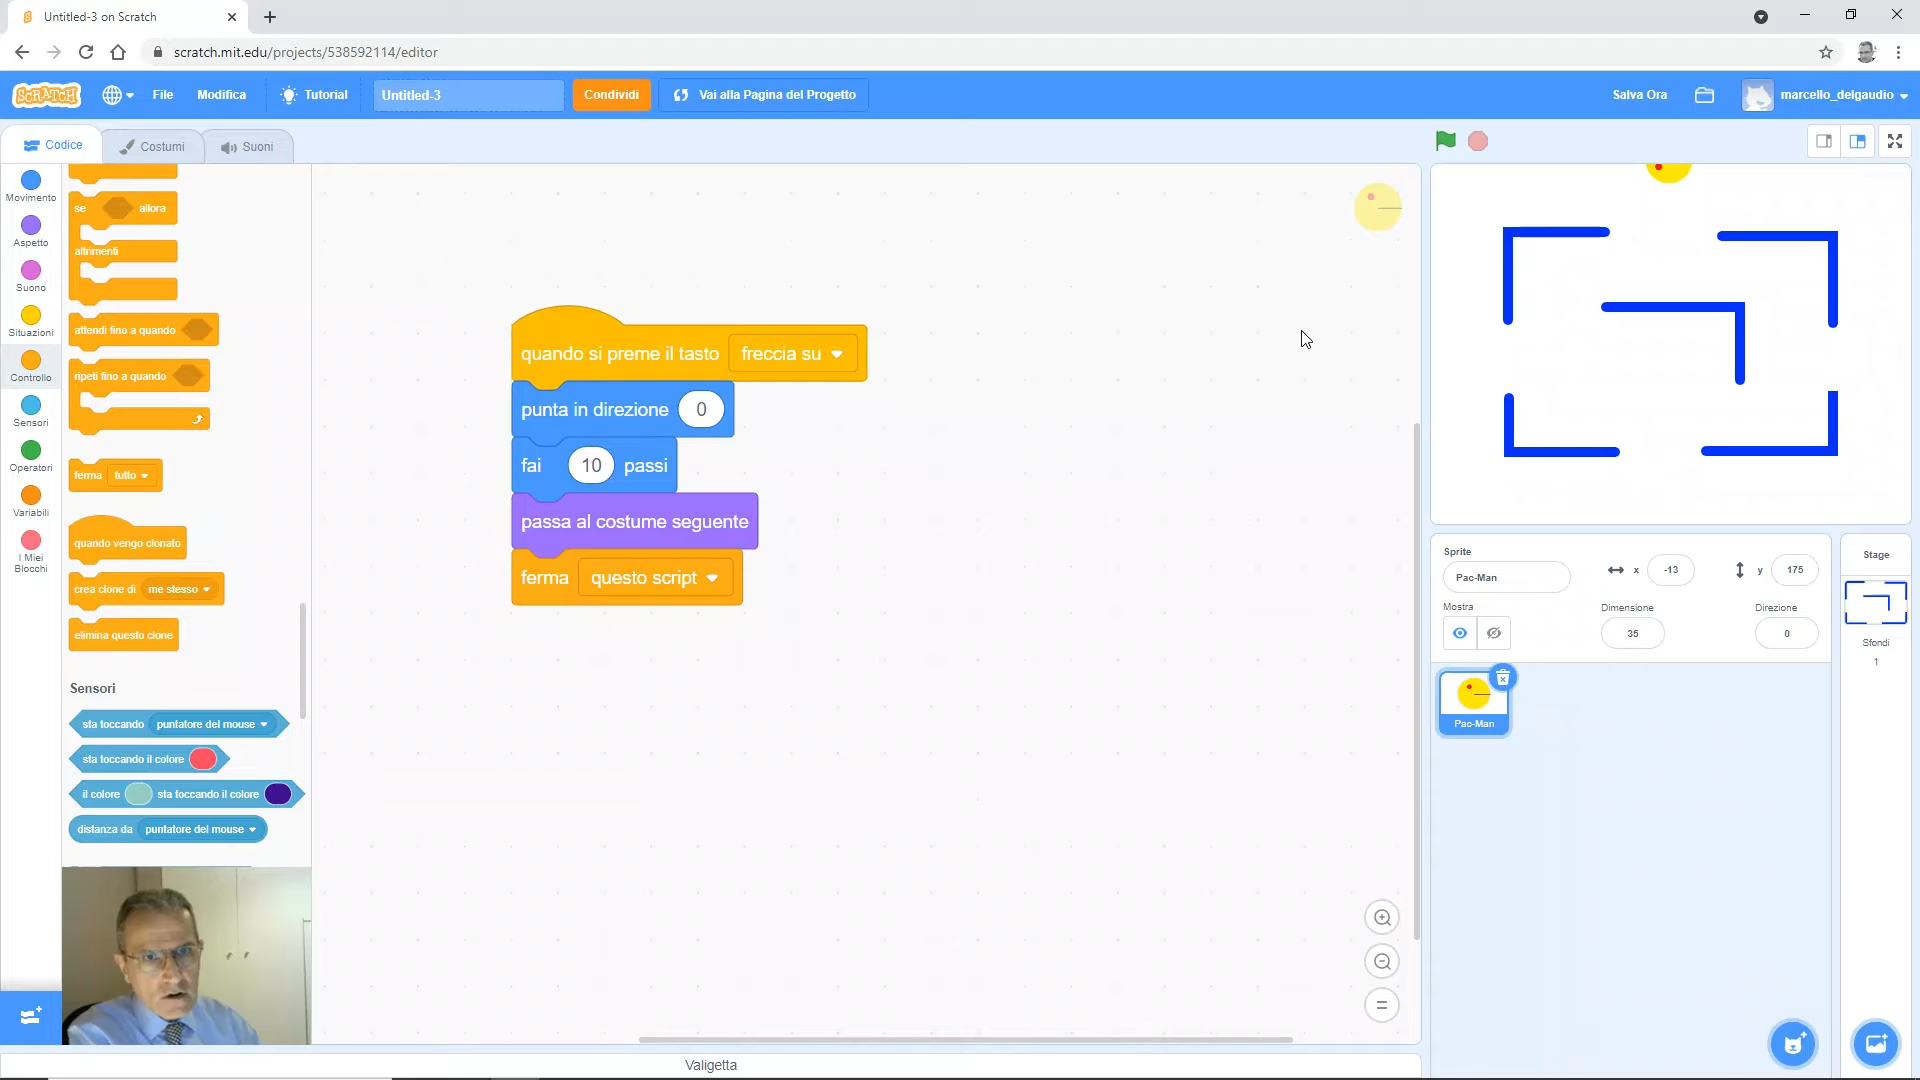 Untitled-3 on Scratch
scratch.mit.edu/projects/538592114/editor
SCRATCH
File
Modifica
Tutorial
Untitled-3
Condividi
Vai alla Pagina del Progetto
Salva Ora
marcello_delgaudio
Codice
Costumi
Suoni
Movimento
Aspetto
Suono
Situazioni
Controllo
Sensori
Operatori
Variabili
I Miei
Blocchi
se allora
altrimenti
attendi fino a quando
ripeti fino a quando
ferma tutto
quando vengo clonato
crea clone di me stesso
elimina questo clone
Sensori
sta toccando puntatore del mouse
sta toccando il colore
il colore sta toccando il colore
distanza da puntatore del mouse
quando si preme il tasto freccia su
punta in direzione 0
fai 10 passi
passa al costume seguente
ferma questo script
Sprite
Pac-Man
x -13
y 175
Mostra
Dimensione
35
Direzione
0
Pac-Man
Stage
Sfondi
1
Valigetta